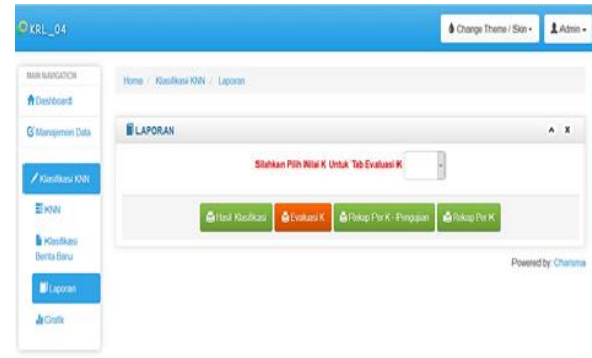 KRL_04
Change Theme / Skin
Admin
MAIN NAVIGATION
Dashboard
Manajemen Data
Klasifikasi KNN
KNN
Klasifikasi
Berita Baru
Laporan
Grafik
Home / Klasifikasi KNN / Laporan
LAPORAN
X
Silahkan Pilih Nilai K Untuk Tab Evaluasi K
Hasil Klasifikasi
Evaluasi K
Rekap Per K - Pengujian
Rekap Per K
Powered by: Charisma